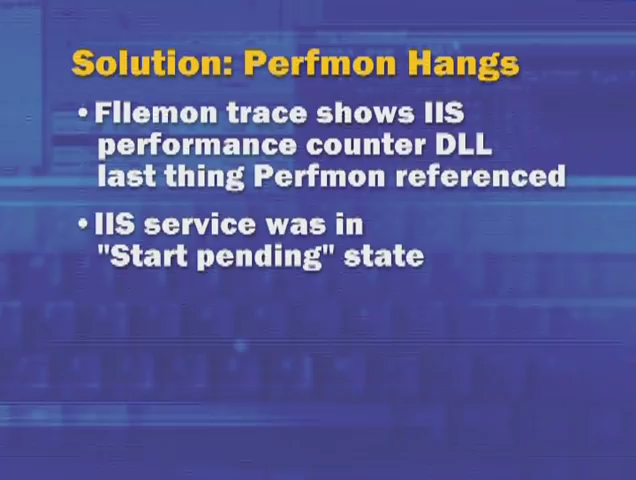 Solution: Perfmon Hangs
• Fllemon trace shows IIS
performance counter DLL
last thing Perfmon referenced
• IIS service was in
"Start pending" state